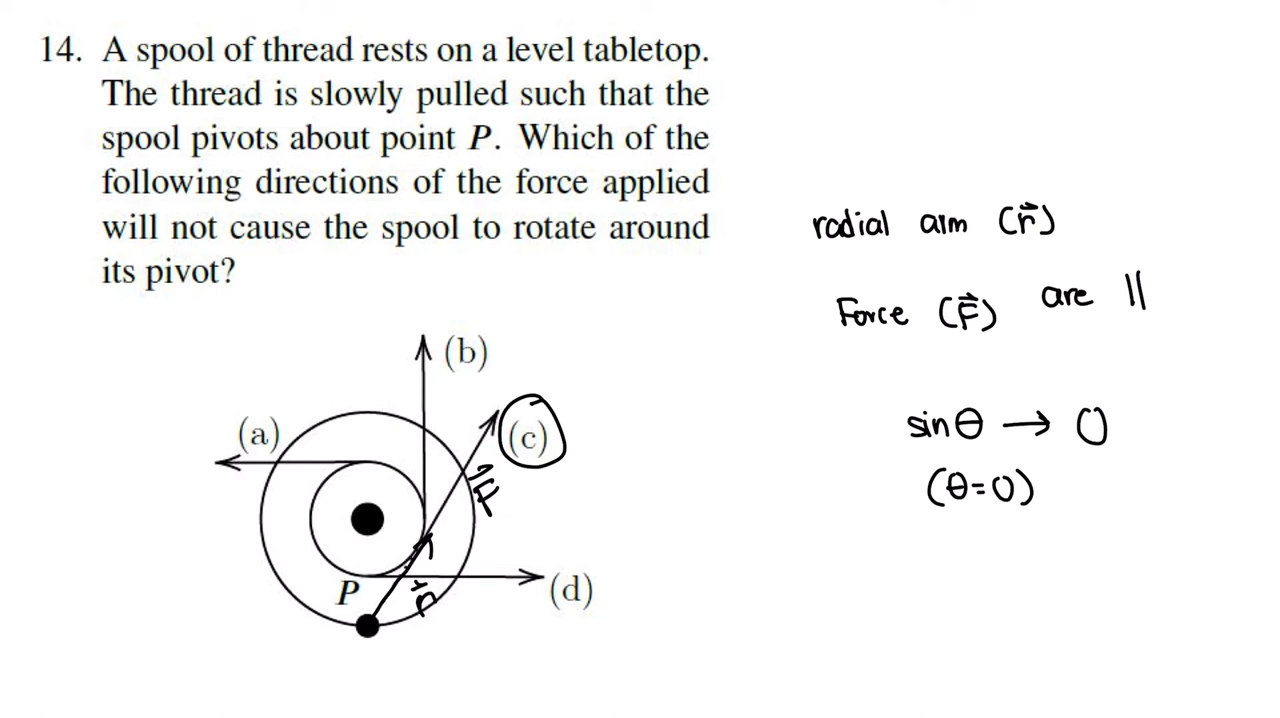 14. A spool of thread rests on a level tabletop.
The thread is slowly pulled such that the
spool pivots about point P. Which of the
following directions of the force applied
will not cause the spool to rotate around
its pivot?
radial arm (r⃗)
Force (F⃗) are ||
sinθ → 0
(θ=0)
(b)
(a)
(c)
F⃗
P
r⃗
(d)